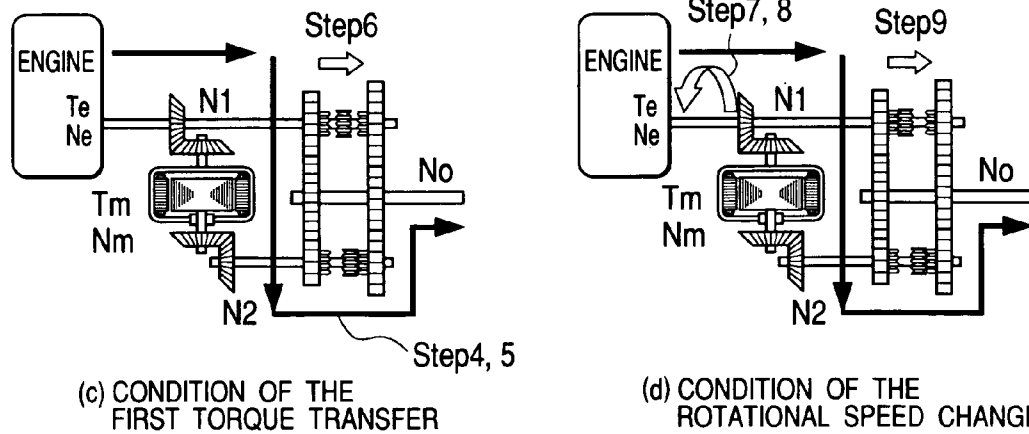 Step6
ENGINE
Te
Ne
N1
No
Tm
Nm
N2
Step4, 5
(c) CONDITION OF THE
FIRST TORQUE TRANSFER
Step7, 8
Step9
ENGINE
Te
Ne
N1
No
Tm
Nm
N2
(d) CONDITION OF THE
ROTATIONAL SPEED CHANG